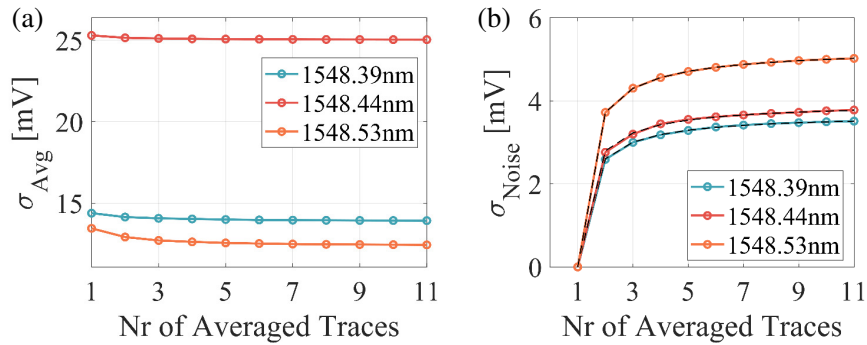 (a)
25
20
15
σ_Avg [mV]
1548.39nm
1548.44nm
1548.53nm
1 3 5 7 9 11
Nr of Averaged Traces
(b)
6
4
2
0
σ_Noise [mV]
1548.39nm
1548.44nm
1548.53nm
1 3 5 7 9 11
Nr of Averaged Traces